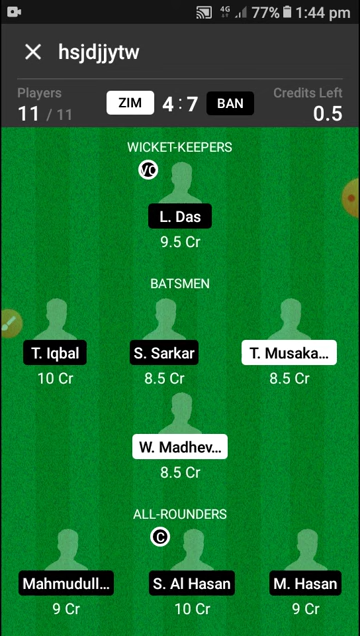 4G 77% 1:44 pm
hsjdjjytw
Players Credits Left
ZIM 4 : 7 BAN
11 / 11 0.5
WICKET-KEEPERS
VC
L. Das
9.5 Cr
BATSMEN
T. Iqbal S. Sarkar T. Musaka...
10 Cr 8.5 Cr 8.5 Cr
W. Madhev...
8.5 Cr
ALL-ROUNDERS
C
Mahmudull... S. Al Hasan M. Hasan
9 Cr 10 Cr 9 Cr